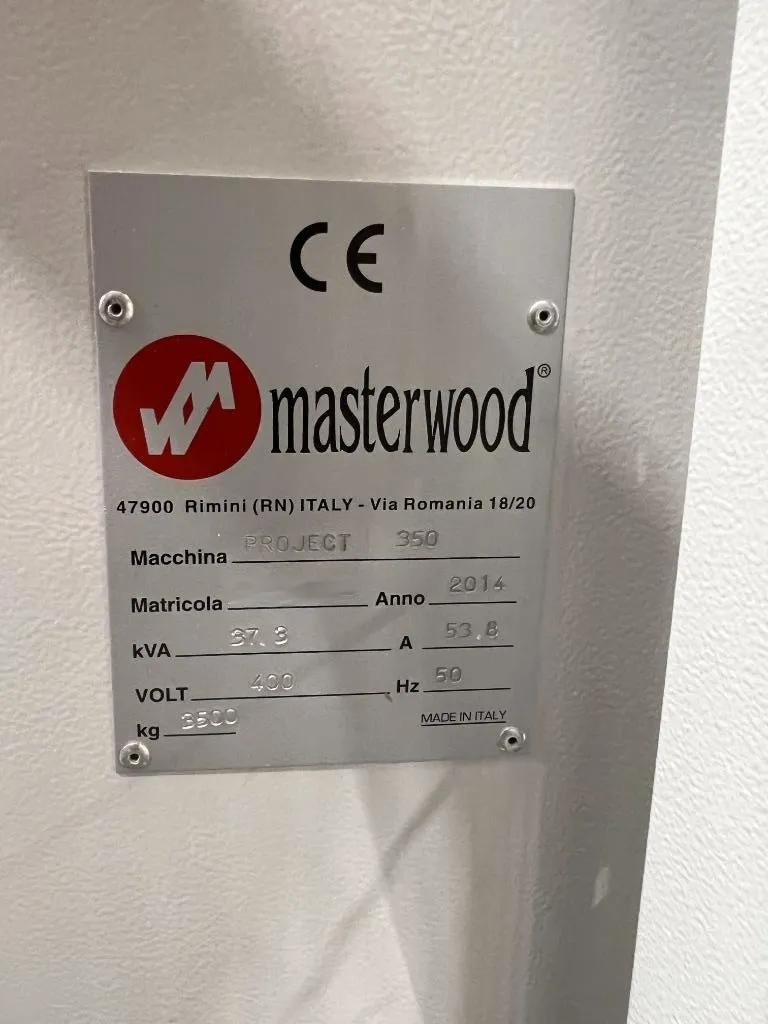 CE
masterwood®
47900 Rimini (RN) ITALY - Via Romania 18/20
Macchina PROJECT 350
Matricola Anno 2014
kVA 37.3 A 53.8
VOLT 400 Hz 50
kg 3500 MADE IN ITALY